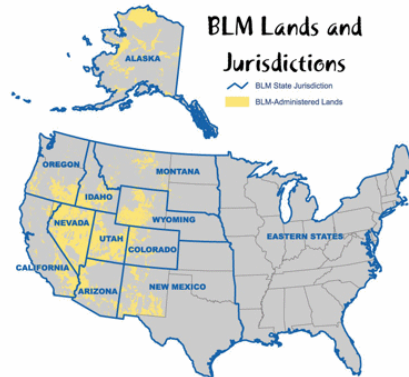 BLM Lands and
Jurisdictions
BLM State Jurisdiction
BLM-Administered Lands
ALASKA
OREGON
MONTANA
IDAHO
WYOMING
NEVADA
UTAH
COLORADO
EASTERN STATES
CALIFORNIA
ARIZONA
NEW MEXICO